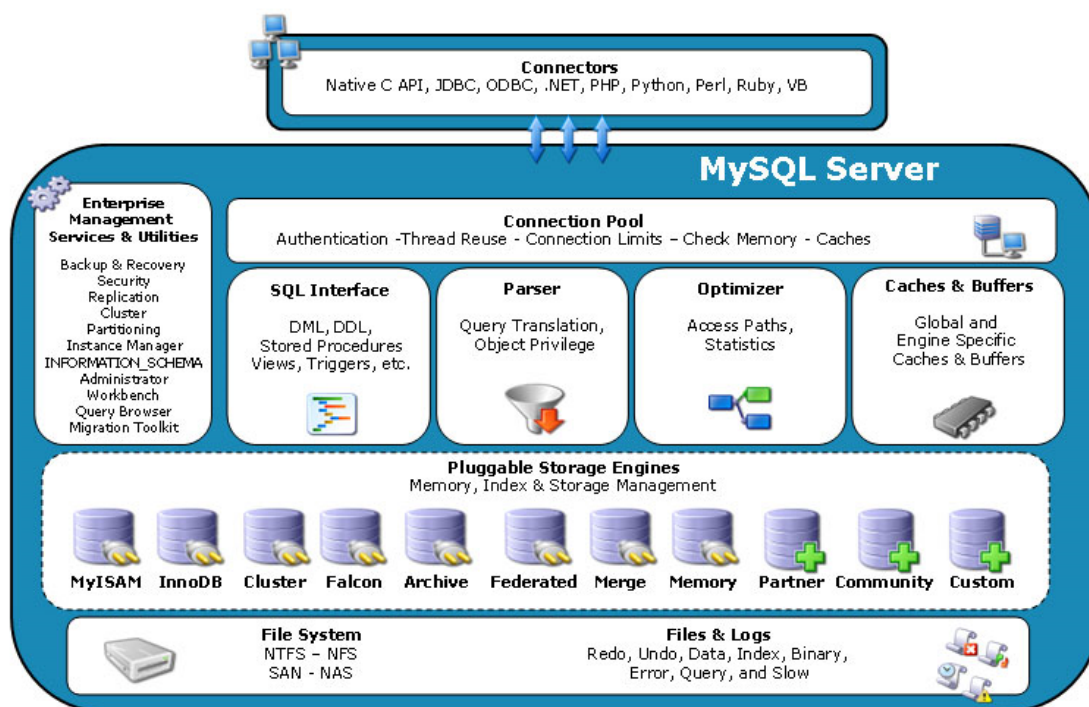 Connectors
Native C API, JDBC, ODBC, .NET, PHP, Python, Perl, Ruby, VB
MySQL Server
Enterprise
Management
Services & Utilities
Backup & Recovery
Security
Replication
Cluster
Partitioning
Instance Manager
INFORMATION_SCHEMA
Administrator
Workbench
Query Browser
Migration Toolkit
Connection Pool
Authentication -Thread Reuse - Connection Limits – Check Memory - Caches
SQL Interface
DML, DDL,
Stored Procedures
Views, Triggers, etc.
Parser
Query Translation,
Object Privilege
Optimizer
Access Paths,
Statistics
Caches & Buffers
Global and
Engine Specific
Caches & Buffers
Pluggable Storage Engines
Memory, Index & Storage Management
MyISAM
InnoDB
Cluster
Falcon
Archive
Federated
Merge
Memory
Partner
Community
Custom
File System
NTFS – NFS
SAN - NAS
Files & Logs
Redo, Undo, Data, Index, Binary,
Error, Query, and Slow